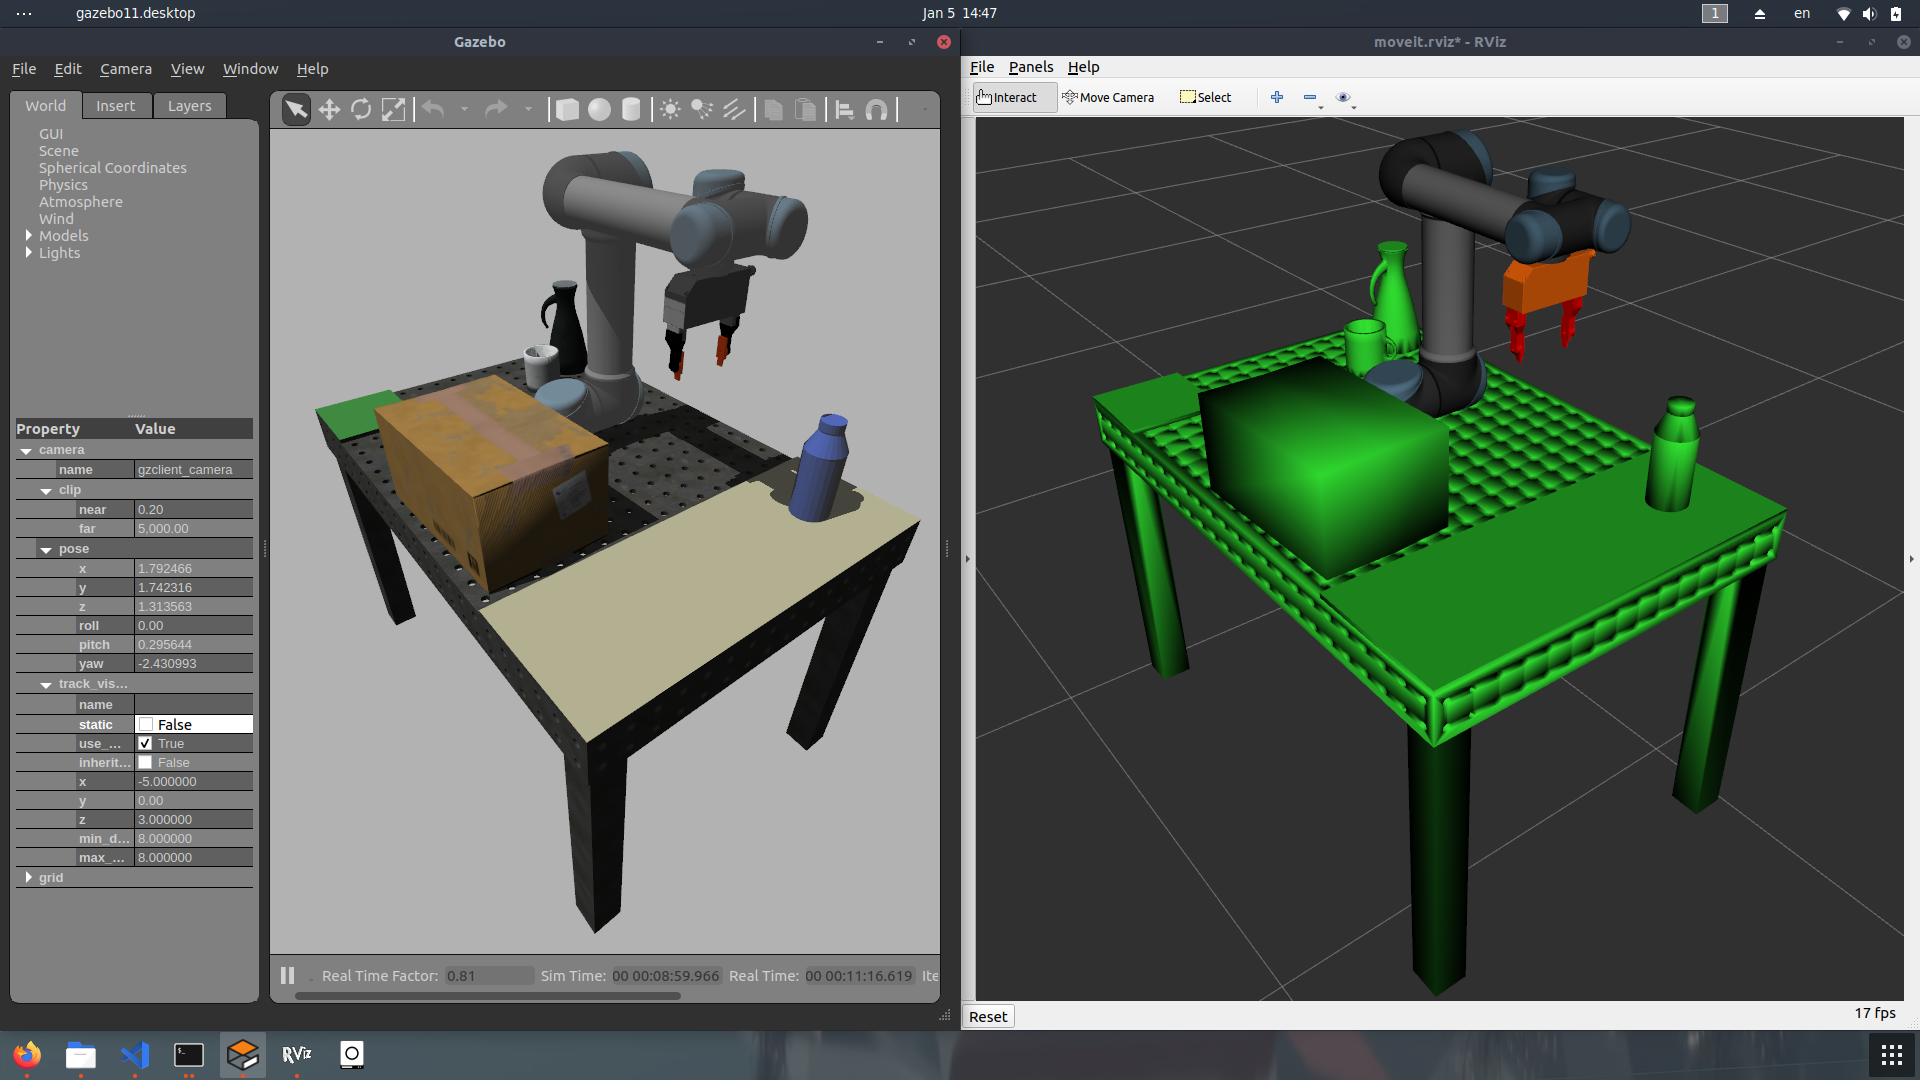 gazebo11.desktop
Jan 5 14:47
1
en
Gazebo
File Edit Camera View Window Help
World Insert Layers
GUI
Scene
Spherical Coordinates
Physics
Atmosphere
Wind
Models
Lights
Property Value
camera
name gzclient_camera
clip
near 0.20
far 5,000.00
pose
x 1.792466
y 1.742316
z 1.313563
roll 0.00
pitch 0.295644
yaw -2.430993
track_vis...
name
static False
use_... True
inherit... False
x -5.000000
y 0.00
z 3.000000
min_d... 8.000000
max_... 8.000000
grid
Real Time Factor: 0.81 Sim Time: 00 00:08:59.966 Real Time: 00 00:11:16.619 Ite
moveit.rviz* - RViz
File Panels Help
Interact Move Camera Select
Reset
17 fps
RViz